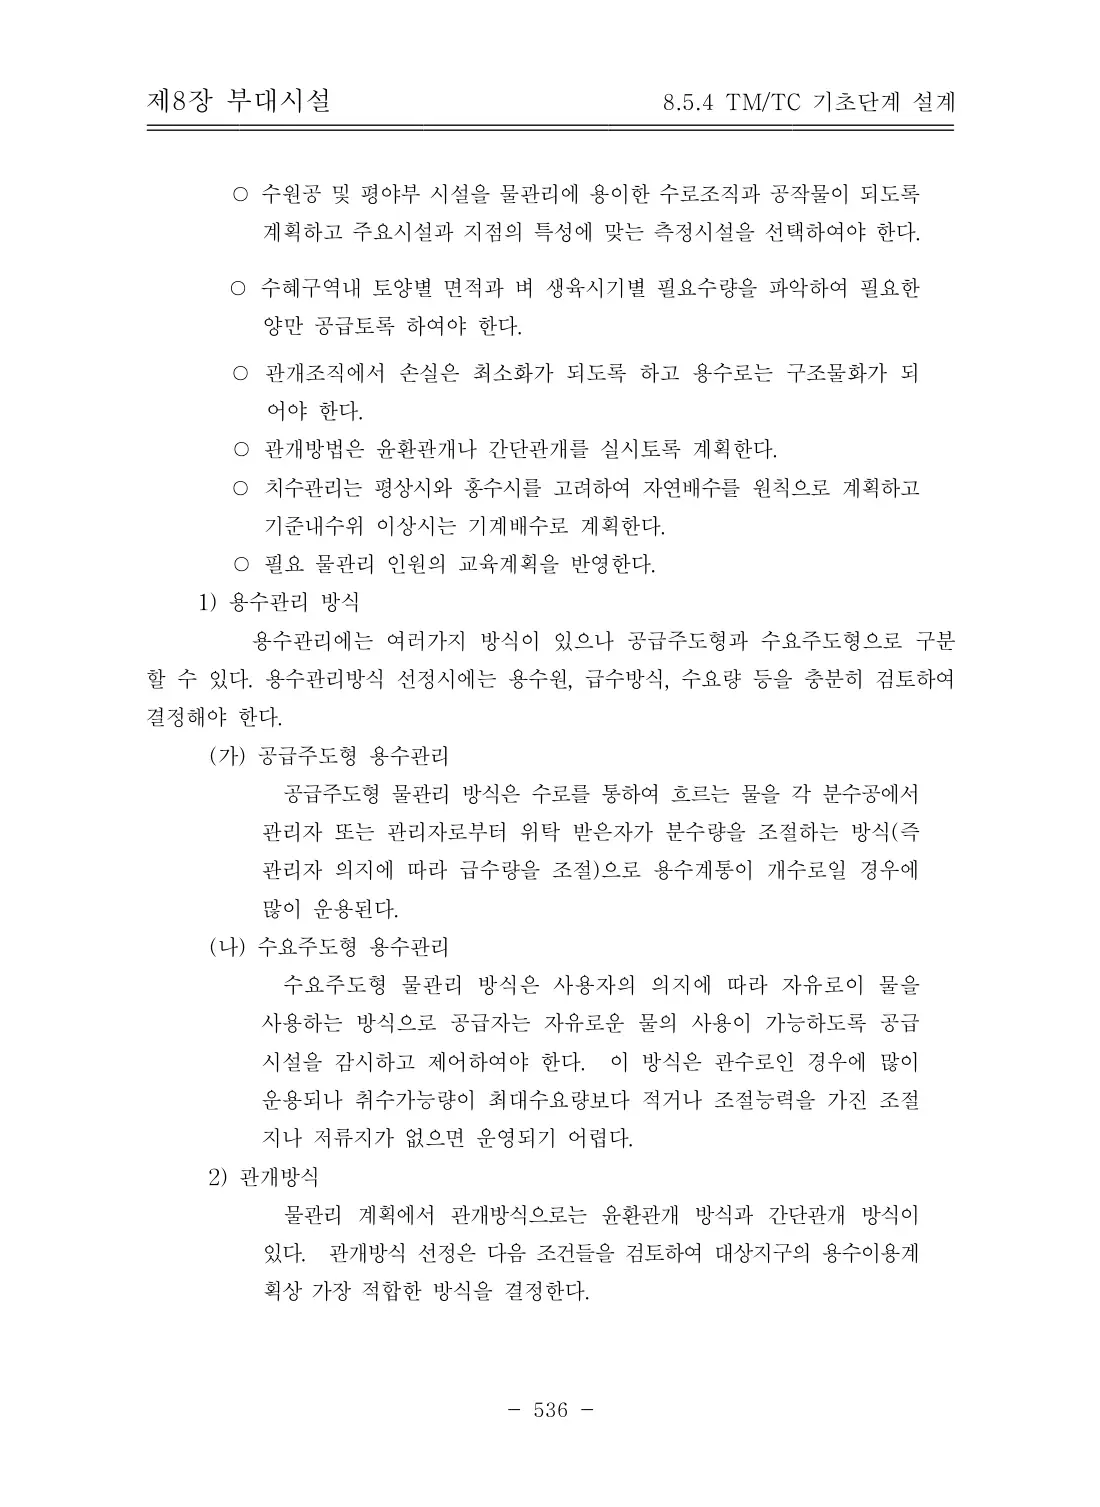 제8장 부대시설
8.5.4 TM/TC 기초단계 설계
○ 수원공 및 평야부 시설을 물관리에 용이한 수로조직과 공작물이 되도록
계획하고 주요시설과 지점의 특성에 맞는 측정시설을 선택하여야 한다.
○ 수혜구역내 토양별 면적과 벼 생육시기별 필요수량을 파악하여 필요한
양만 공급토록 하여야 한다.
○ 관개조직에서 손실은 최소화가 되도록 하고 용수로는 구조물화가 되
어야 한다.
○ 관개방법은 윤환관개나 간단관개를 실시토록 계획한다.
○ 치수관리는 평상시와 홍수시를 고려하여 자연배수를 원칙으로 계획하고
기준내수위 이상시는 기계배수로 계획한다.
○ 필요 물관리 인원의 교육계획을 반영한다.
1) 용수관리 방식
용수관리에는 여러가지 방식이 있으나 공급주도형과 수요주도형으로 구분
할 수 있다. 용수관리방식 선정시에는 용수원, 급수방식, 수요량 등을 충분히 검토하여
결정해야 한다.
(가) 공급주도형 용수관리
공급주도형 물관리 방식은 수로를 통하여 흐르는 물을 각 분수공에서
관리자 또는 관리자로부터 위탁 받은자가 분수량을 조절하는 방식(즉
관리자 의지에 따라 급수량을 조절)으로 용수계통이 개수로일 경우에
많이 운용된다.
(나) 수요주도형 용수관리
수요주도형 물관리 방식은 사용자의 의지에 따라 자유로이 물을
사용하는 방식으로 공급자는 자유로운 물의 사용이 가능하도록 공급
시설을 감시하고 제어하여야 한다. 이 방식은 관수로인 경우에 많이
운용되나 취수가능량이 최대수요량보다 적거나 조절능력을 가진 조절
지나 저류지가 없으면 운영되기 어렵다.
2) 관개방식
물관리 계획에서 관개방식으로는 윤환관개 방식과 간단관개 방식이
있다. 관개방식 선정은 다음 조건들을 검토하여 대상지구의 용수이용계
획상 가장 적합한 방식을 결정한다.
- 536 -